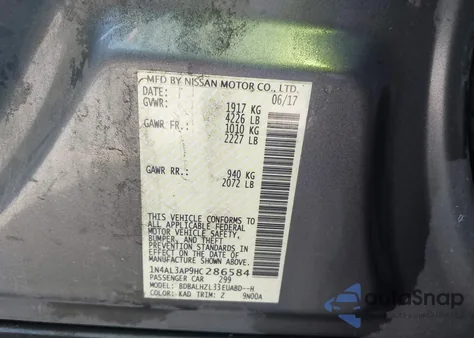 MFD BY NISSAN MOTOR CO., LTD.
DATE: 06/17
GVWR: 1917 KG
4226 LB
GAWR FR.: 1010 KG
2227 LB
GAWR RR.: 940 KG
2072 LB
THIS VEHICLE CONFORMS TO ALL
APPLICABLE FEDERAL
MOTOR VEHICLE SAFETY,
BUMPER, AND THEFT
PREVENTION STANDARDS
IN EFFECT ON THE DATE OF
MANUFACTURE SHOWN ABOVE.
1N4AL3AP9HC286584
PASSENGER CAR 299
MODEL: BDBALHZL33EUABD--H
COLOR: KAD TRIM: Z 9N00A
autoSnap